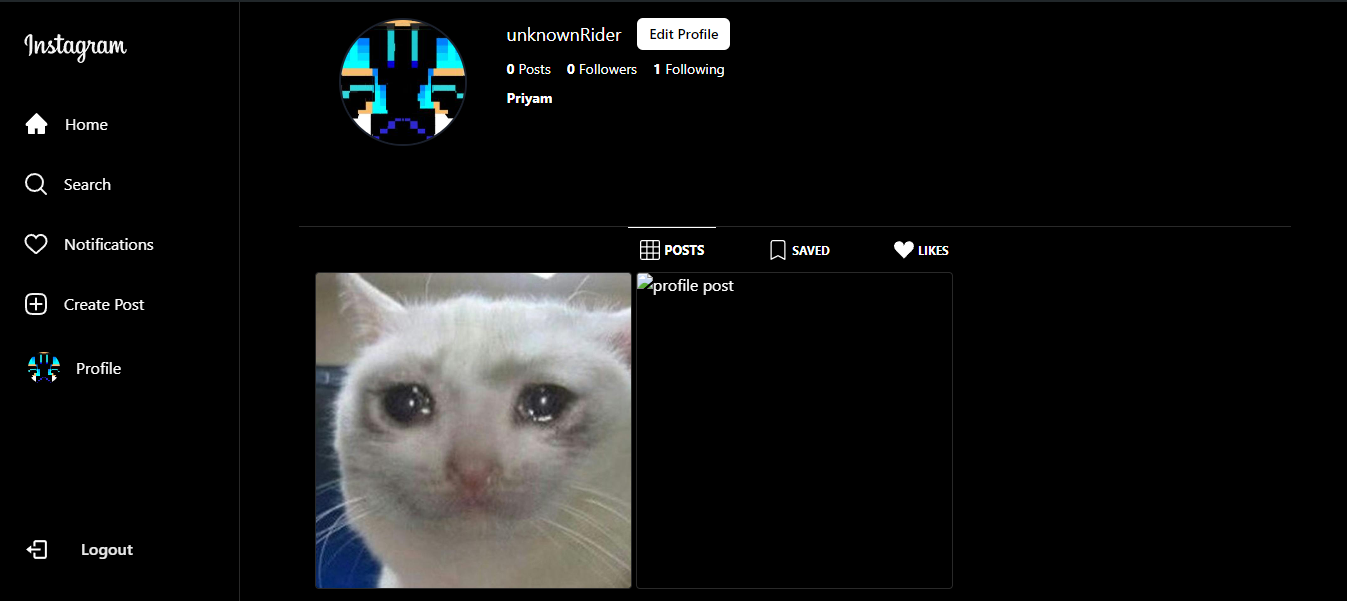 Instagram
Home
Search
Notifications
Create Post
Profile
Logout
unknownRider Edit Profile
0 Posts 0 Followers 1 Following
Priyam
POSTS SAVED LIKES
profile post